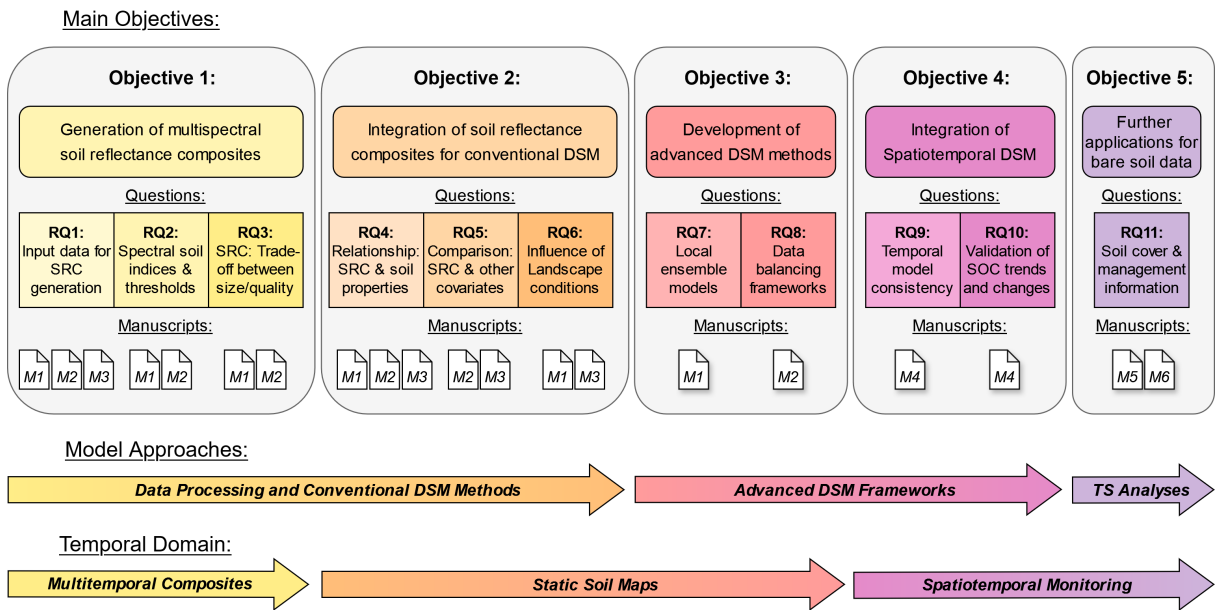 Main Objectives:
Objective 1:
Generation of multispectral
soil reflectance composites
Questions:
RQ1:
Input data for
SRC
generation
RQ2:
Spectral soil
indices &
thresholds
RQ3:
SRC: Trade-
off between
size/quality
Manuscripts:
M1 M2 M3
M1 M2
M1 M2
Objective 2:
Integration of soil reflectance
composites for conventional DSM
Questions:
RQ4:
Relationship:
SRC & soil
properties
RQ5:
Comparison:
SRC & other
covariates
RQ6:
Influence of
Landscape
conditions
Manuscripts:
M1 M2 M3
M2 M3
M1 M3
Objective 3:
Development of
advanced DSM methods
Questions:
RQ7:
Local
ensemble
models
RQ8:
Data
balancing
frameworks
Manuscripts:
M1
M2
Objective 4:
Integration of
Spatiotemporal DSM
Questions:
RQ9:
Temporal
model
consistency
RQ10:
Validation of
SOC trends
and changes
Manuscripts:
M4
M4
Objective 5:
Further
applications for
bare soil data
Questions:
RQ11:
Soil cover &
management
information
Manuscripts:
M5 M6
Model Approaches:
Data Processing and Conventional DSM Methods
Advanced DSM Frameworks
TS Analyses
Temporal Domain:
Multitemporal Composites
Static Soil Maps
Spatiotemporal Monitoring